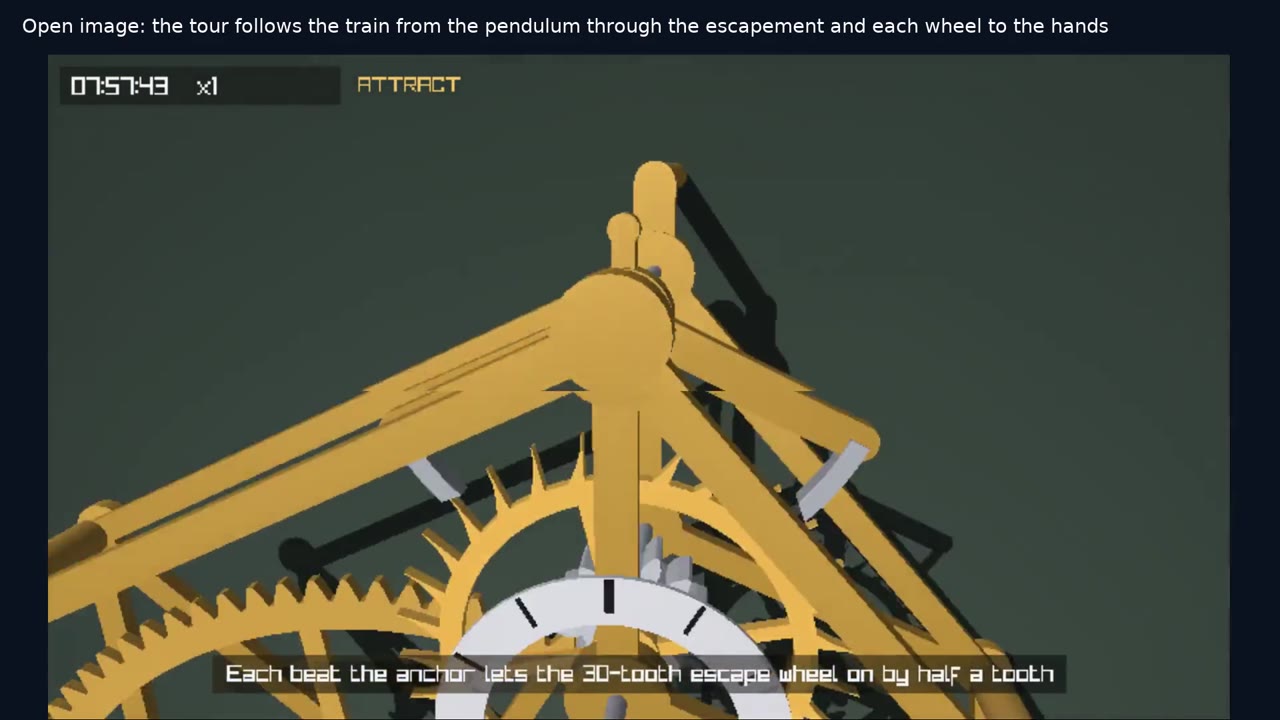 Open image: the tour follows the train from the pendulum through the escapement and each wheel to the hands
07:57:43 x1 ATTRACT
Each beat the anchor lets the 30-tooth escape wheel on by half a tooth